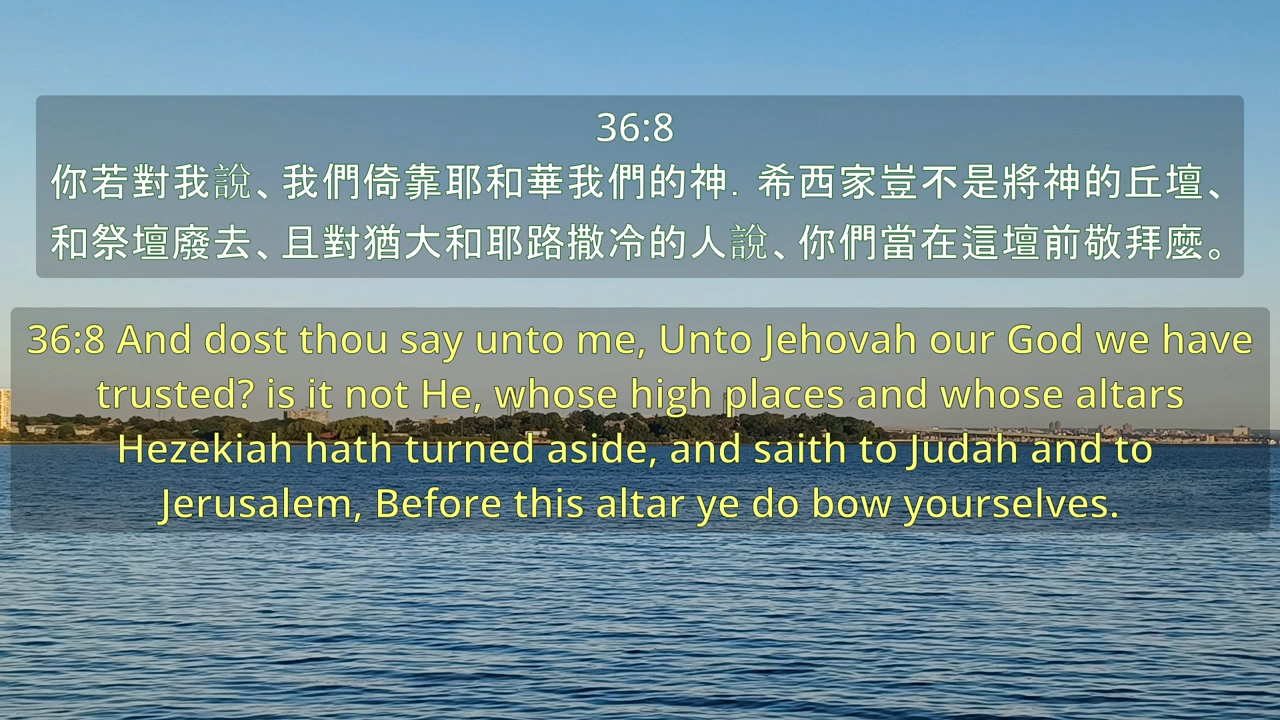 36:8
你若對我說、我們倚靠耶和華我們的神. 希西家豈不是將神的丘壇、
和祭壇廢去、且對猶大和耶路撒冷的人說、你們當在這壇前敬拜麼。
36:8 And dost thou say unto me, Unto Jehovah our God we have
trusted? is it not He, whose high places and whose altars
Hezekiah hath turned aside, and saith to Judah and to
Jerusalem, Before this altar ye do bow yourselves.